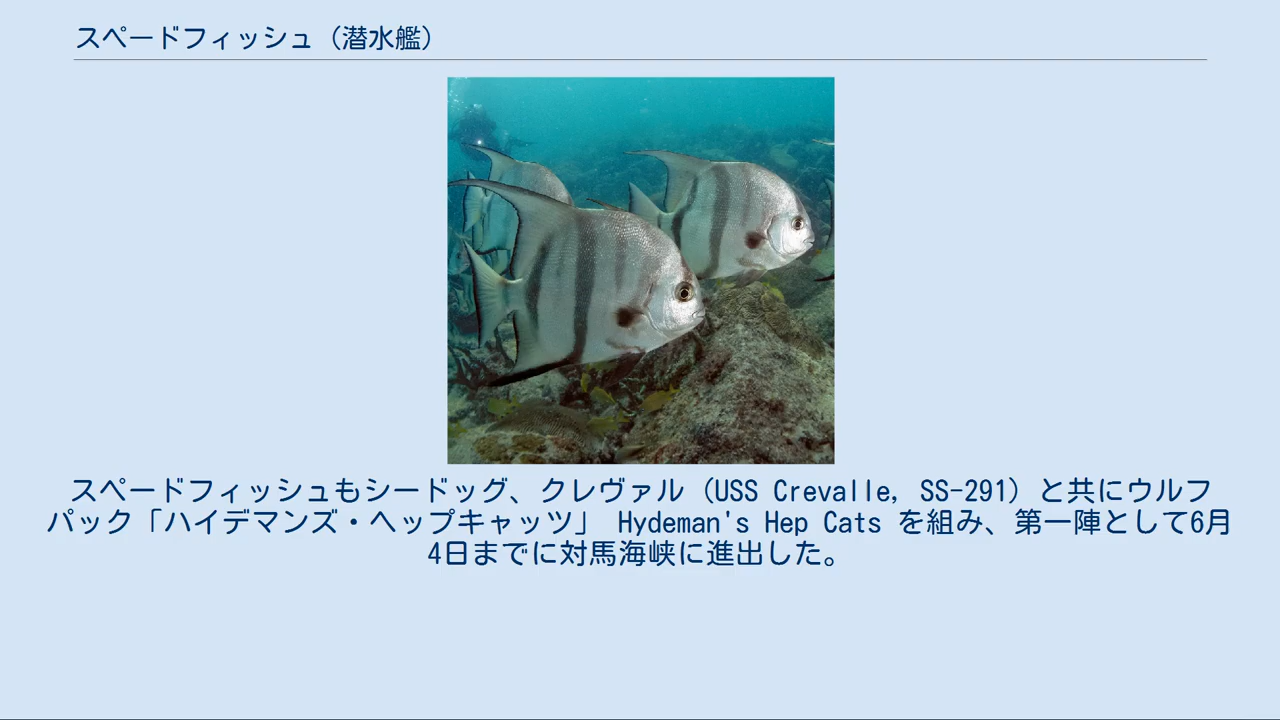 スペードフィッシュ（潜水艦）
スペードフィッシュもシードッグ、クレヴァル（USS Crevalle, SS-291）と共にウルフ
パック「ハイデマンズ・ヘップキャッツ」 Hydeman's Hep Cats を組み、第一陣として6月
4日までに対馬海峡に進出した。